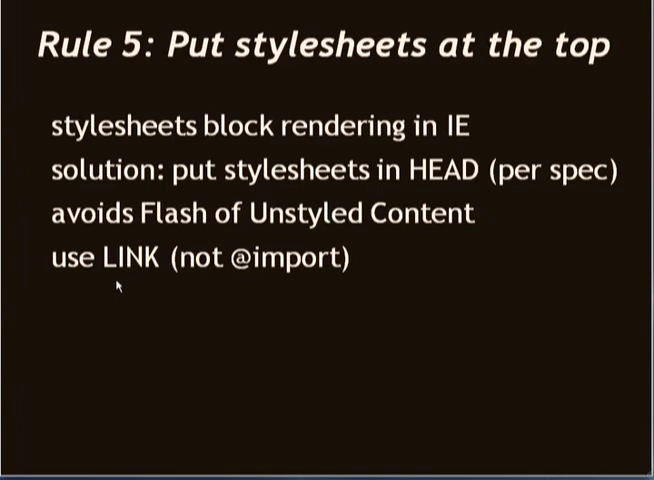 Rule 5: Put stylesheets at the top
stylesheets block rendering in IE
solution: put stylesheets in HEAD (per spec)
avoids Flash of Unstyled Content
use LINK (not @import)